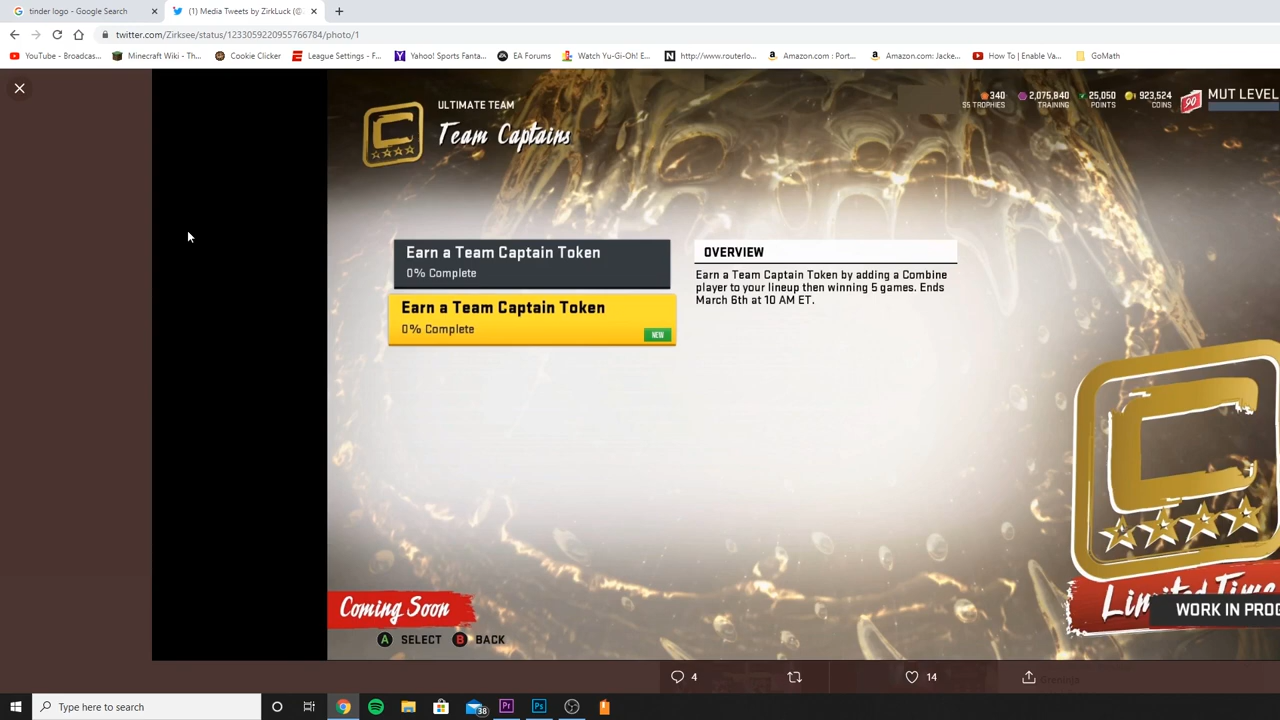 tinder logo - Google Search
(1) Media Tweets by ZirkLuck (@
twitter.com/Zirksee/status/1233059220955766784/photo/1
YouTube - Broadcas...
Minecraft Wiki - Th...
Cookie Clicker
League Settings - F...
Yahoo! Sports Fanta...
EA Forums
Watch Yu-Gi-Oh! E...
http://www.routerlo...
Amazon.com : Port...
Amazon.com: Jacke...
How To | Enable Va...
GoMath
ULTIMATE TEAM
Team Captains
340
S5 TROPHIES
2,075,840
TRAINING
25,050
POINTS
923,524
COINS
90
MUT LEVEL
Earn a Team Captain Token
0% Complete
Earn a Team Captain Token
0% Complete
NEW
OVERVIEW
Earn a Team Captain Token by adding a Combine
player to your lineup then winning 5 games. Ends
March 6th at 10 AM ET.
C
Limited Time
WORK IN PROG
Coming Soon
A SELECT B BACK
4
14
Type here to search
38
Pr
Ps